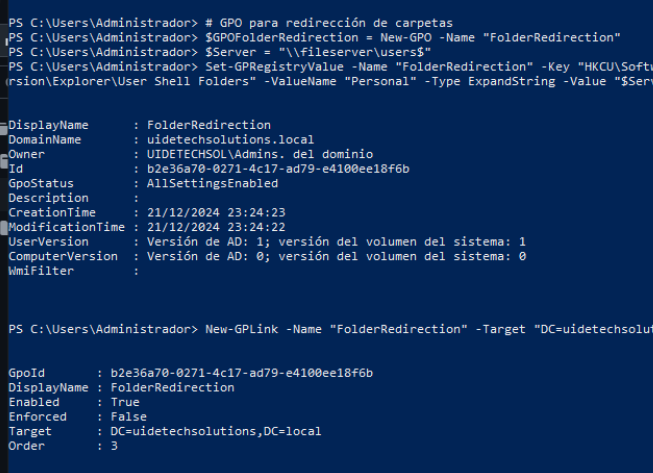 PS C:\Users\Administrador> # GPO para redirección de carpetas
PS C:\Users\Administrador> $GPOFolderRedirection = New-GPO -Name "FolderRedirection"
PS C:\Users\Administrador> $Server = "\\fileserver\users$"
PS C:\Users\Administrador> Set-GPRegistryValue -Name "FolderRedirection" -Key "HKCU\Softw
rsion\Explorer\User Shell Folders" -ValueName "Personal" -Type ExpandString -Value "$Serv
DisplayName : FolderRedirection
DomainName : uidetechsolutions.local
Owner : UIDETECHSOL\Admins. del dominio
Id : b2e36a70-0271-4c17-ad79-e4100ee18f6b
GpoStatus : AllSettingsEnabled
Description :
CreationTime : 21/12/2024 23:24:23
ModificationTime : 21/12/2024 23:24:22
UserVersion : Versión de AD: 1; versión del volumen del sistema: 1
ComputerVersion : Versión de AD: 0; versión del volumen del sistema: 0
WmiFilter :
PS C:\Users\Administrador> New-GPLink -Name "FolderRedirection" -Target "DC=uidetechsolut
GpoId : b2e36a70-0271-4c17-ad79-e4100ee18f6b
DisplayName : FolderRedirection
Enabled : True
Enforced : False
Target : DC=uidetechsolutions,DC=local
Order : 3